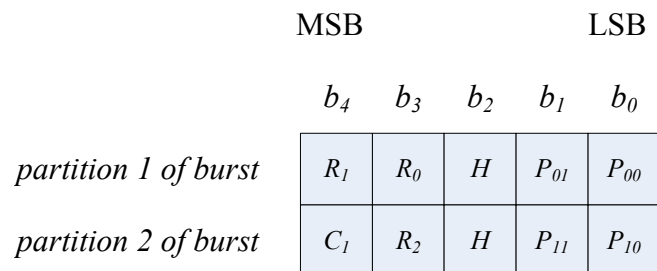 MSB LSB
b₄ b₃ b₂ b₁ b₀
partition 1 of burst R₁ R₀ H P₀₁ P₀₀
partition 2 of burst C₁ R₂ H P₁₁ P₁₀